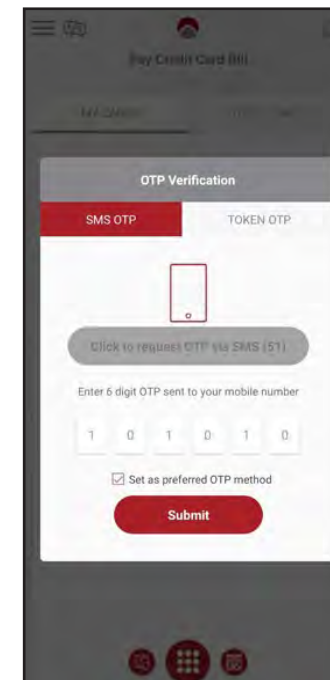 Pay Credit Card Bill
OTP Verification
SMS OTP
TOKEN OTP
Click to request OTP via SMS (51)
Enter 6 digit OTP sent to your mobile number
1 0 1 0 1 0
Set as preferred OTP method
Submit